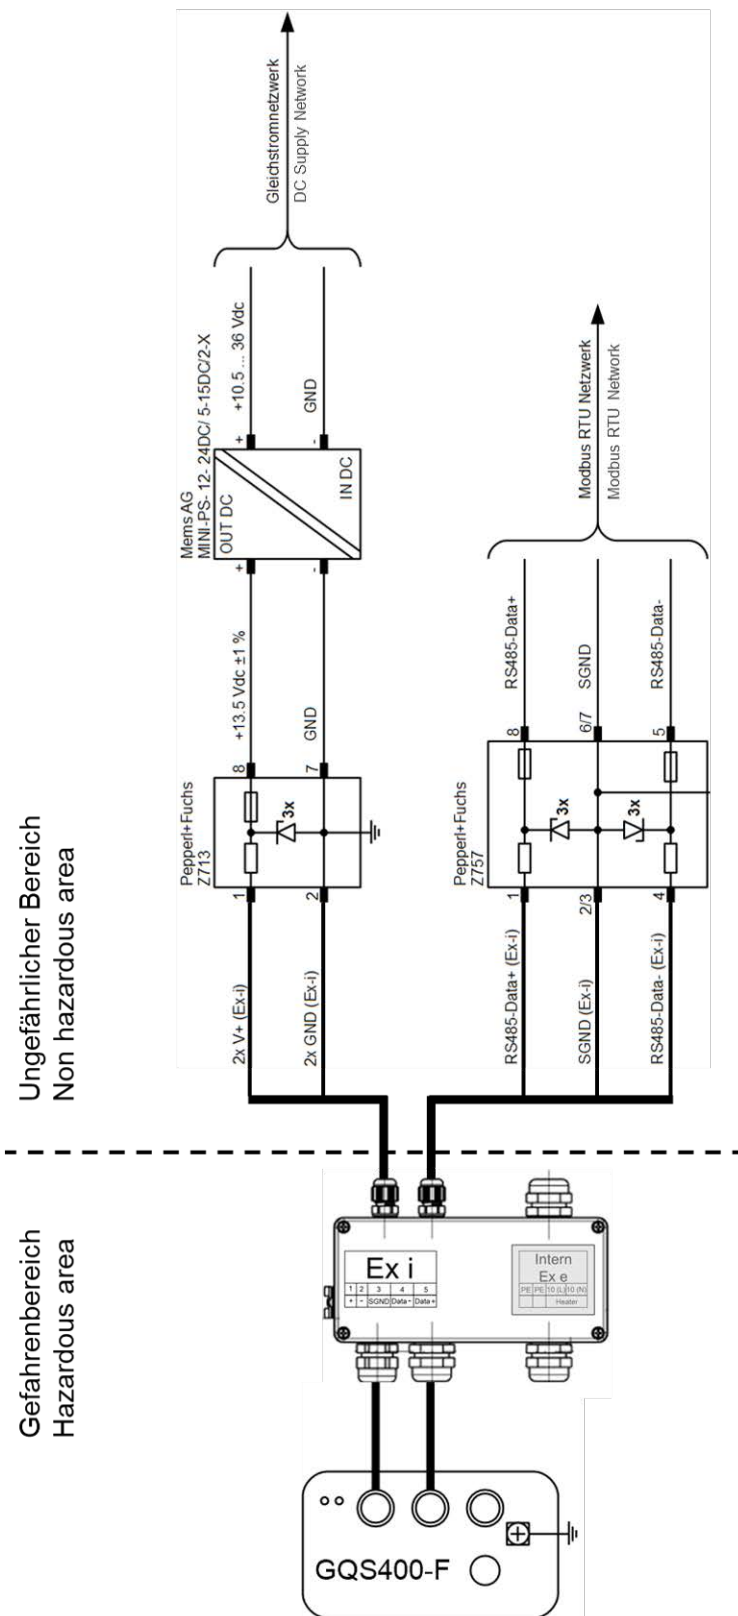 Gleichstromnetzwerk
DC Supply Network
Mems AG
MINI-PS- 12- 24DC/ 5-15DC/2-X
+10.5 ... 36 Vdc
GND
+
-
OUT DC
IN DC
+
-
+13.5 Vdc ±1 %
GND
Pepperl+Fuchs
Z713
8
7
3x
1
2
2x V+ (Ex-i)
2x GND (Ex-i)
Modbus RTU Netzwerk
Modbus RTU Network
RS485-Data+
SGND
RS485-Data-
Pepperl+Fuchs
Z757
8
6/7
5
3x
3x
1
2/3
4
RS485-Data+ (Ex-i)
SGND (Ex-i)
RS485-Data- (Ex-i)
Ungefährlicher Bereich
Non hazardous area
Gefahrenbereich
Hazardous area
Ex i
1 2 3 4 5
+ - SGND Data - Data +
Intern
Ex e
PE PE 10 (L) 10 (N)
Heater
GQS400-F